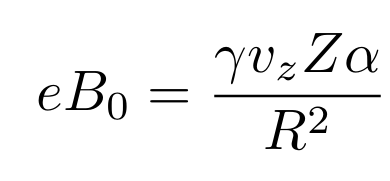 $eB_0 = \frac{\gamma v_z Z \alpha}{R^2}$